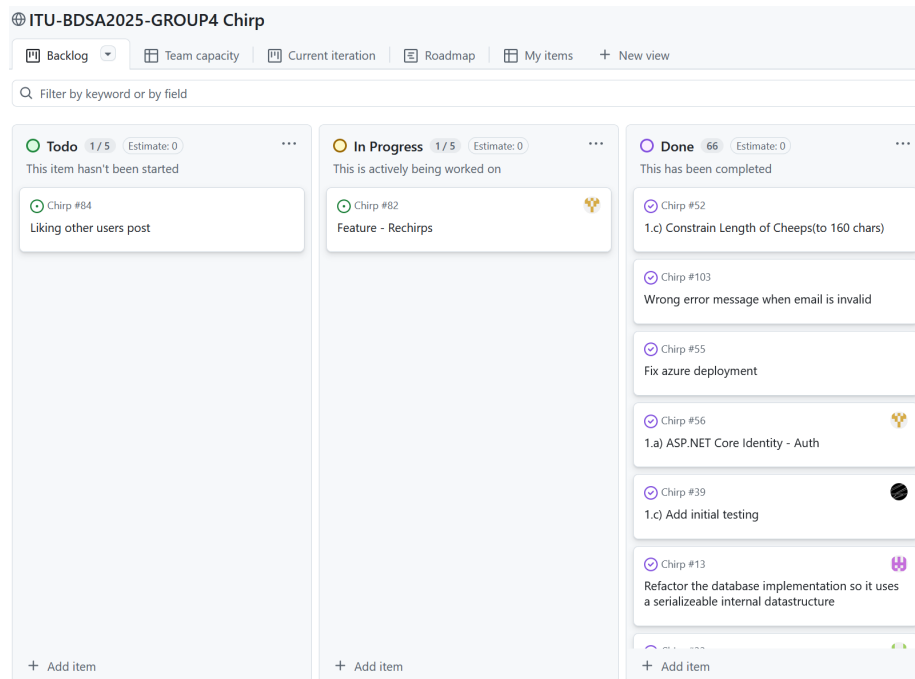 ITU-BDSA2025-GROUP4 Chirp
Backlog
Team capacity
Current iteration
Roadmap
My items
New view
Filter by keyword or by field
Todo 1 / 5 Estimate: 0
This item hasn't been started
Chirp #84
Liking other users post
Add item
In Progress 1 / 5 Estimate: 0
This is actively being worked on
Chirp #82
Feature - Rechirps
Add item
Done 66 Estimate: 0
This has been completed
Chirp #52
1.c) Constrain Length of Cheeps(to 160 chars)
Chirp #103
Wrong error message when email is invalid
Chirp #55
Fix azure deployment
Chirp #56
1.a) ASP.NET Core Identity - Auth
Chirp #39
1.c) Add initial testing
Chirp #13
Refactor the database implementation so it uses
a serializeable internal datastructure
Add item